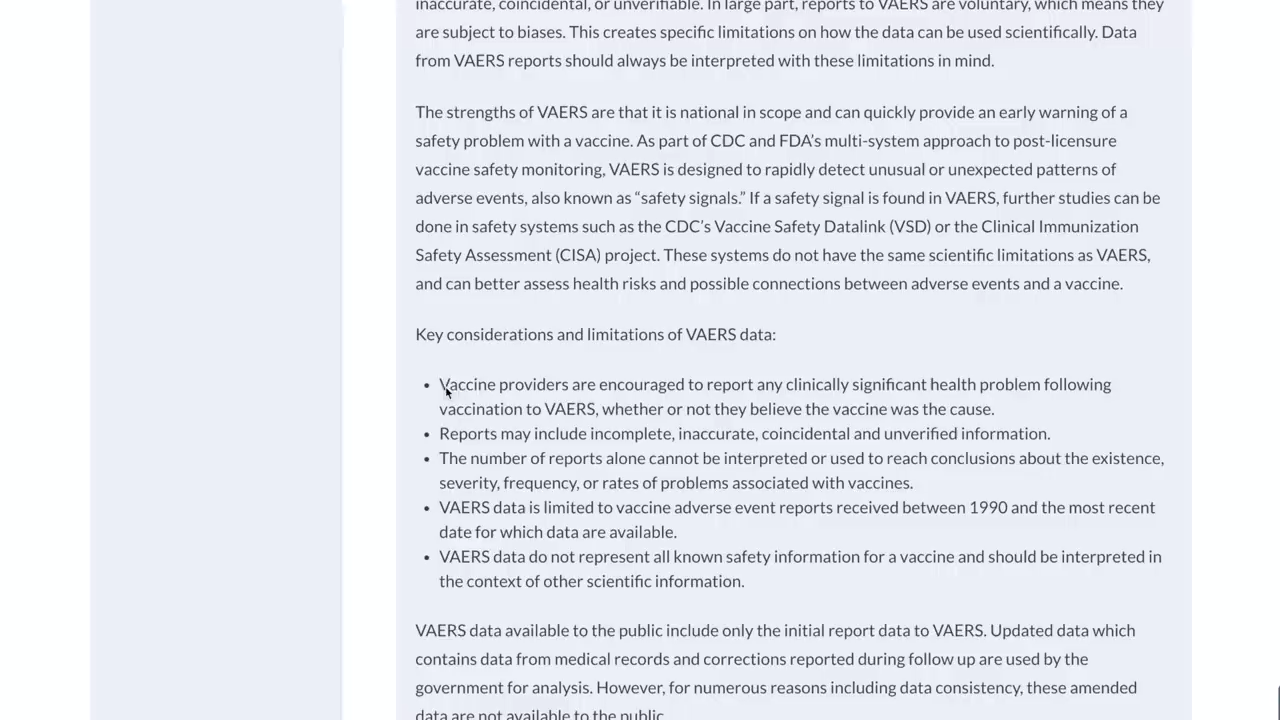 inaccurate, coincidental, or unverifiable. In large part, reports to VAERS are voluntary, which means they
are subject to biases. This creates specific limitations on how the data can be used scientifically. Data
from VAERS reports should always be interpreted with these limitations in mind.
The strengths of VAERS are that it is national in scope and can quickly provide an early warning of a
safety problem with a vaccine. As part of CDC and FDA’s multi-system approach to post-licensure
vaccine safety monitoring, VAERS is designed to rapidly detect unusual or unexpected patterns of
adverse events, also known as “safety signals.” If a safety signal is found in VAERS, further studies can be
done in safety systems such as the CDC’s Vaccine Safety Datalink (VSD) or the Clinical Immunization
Safety Assessment (CISA) project. These systems do not have the same scientific limitations as VAERS,
and can better assess health risks and possible connections between adverse events and a vaccine.
Key considerations and limitations of VAERS data:
• Vaccine providers are encouraged to report any clinically significant health problem following
vaccination to VAERS, whether or not they believe the vaccine was the cause.
• Reports may include incomplete, inaccurate, coincidental and unverified information.
• The number of reports alone cannot be interpreted or used to reach conclusions about the existence,
severity, frequency, or rates of problems associated with vaccines.
• VAERS data is limited to vaccine adverse event reports received between 1990 and the most recent
date for which data are available.
• VAERS data do not represent all known safety information for a vaccine and should be interpreted in
the context of other scientific information.
VAERS data available to the public include only the initial report data to VAERS. Updated data which
contains data from medical records and corrections reported during follow up are used by the
government for analysis. However, for numerous reasons including data consistency, these amended
data are not available to the public.